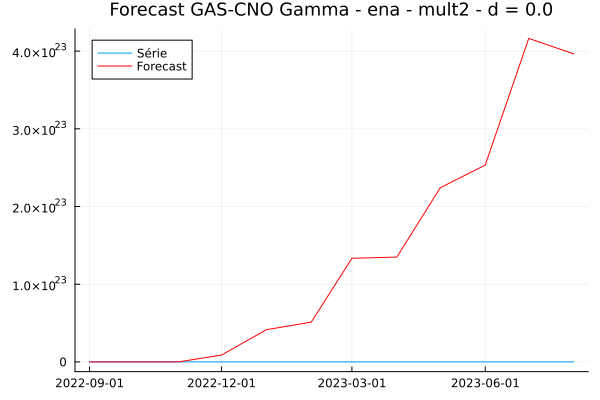 Forecast GAS-CNO Gamma - ena - mult2 - d = 0.0
Série
Forecast
4.0×10²³
3.0×10²³
2.0×10²³
1.0×10²³
0
2022-09-01 2022-12-01 2023-03-01 2023-06-01